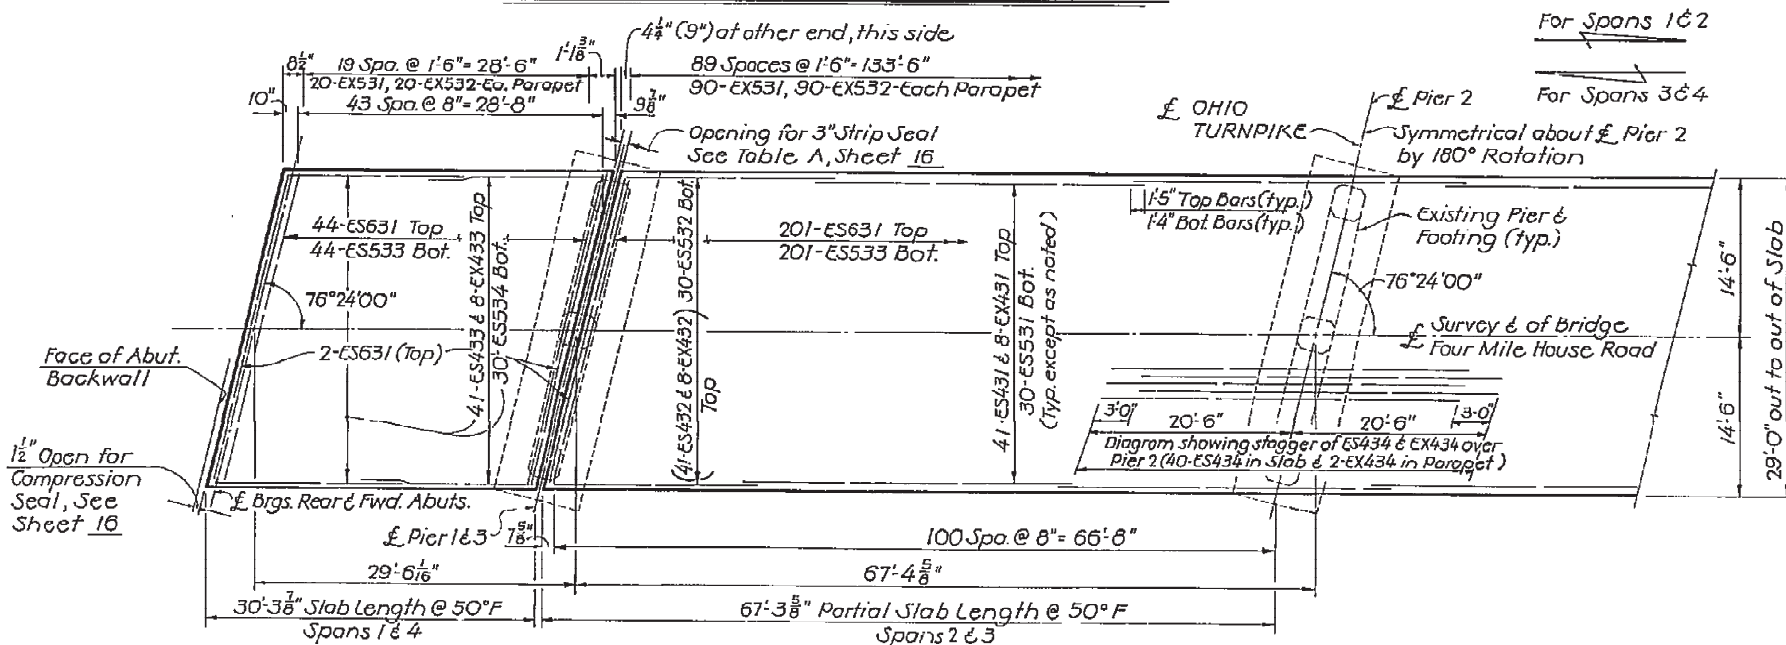 4¼" (9") at other end, this side
8½"
19 Spa. @ 1'-6" = 28'-6"
1'-1⅜"
89 Spaces @ 1'-6" = 133'-6"
20-EX531, 20-EX532-Ea. Parapet
90-EX531, 90-EX532-Each Parapet
10"
43 Spa. @ 8" = 28'-8"
9⅞"
For Spans 1 & 2
For Spans 3 & 4
Opening for 3" Strip Seal
See Table A, Sheet 16
℄ OHIO
TURNPIKE
℄ Pier 2
Symmetrical about ℄ Pier 2
by 180° Rotation
44-ES631 Top
44-ES533 Bot.
41-ES433 & 8-EX433 Top
30-ES534 Bot.
(41-ES432 & 8-EX432) 30-ES532 Bot.
Top
201-ES631 Top
201-ES533 Bot.
41-ES431 & 8-EX431 Top
30-ES531 Bot.
(Typ. except as noted)
1'-5" Top Bars (typ.)
1'-4" Bot. Bars (typ.)
Existing Pier &
Footing (typ.)
76°24'00"
76°24'00"
14'-6"
14'-6"
29'-0" out to out of Slab
℄ Survey & of Bridge
Four Mile House Road
Face of Abut.
Backwall
2-ES631 (Top)
3'-0"
20'-6"
20'-6"
3'-0"
Diagram showing stagger of ES434 & EX434 over
Pier 2 (40-ES434 in Slab & 2-EX434 in Parapet)
1½" Open for
Compression
Seal, See
Sheet 16
℄ Brgs. Rear & Fwd. Abuts.
℄ Pier 1 & 3
7⅝"
100 Spa. @ 8" = 66'-8"
29'-6 1/16"
67'-4⅝"
30'-3⅞" Slab Length @ 50°F
Spans 1 & 4
67'-3⅝" Partial Slab Length @ 50°F
Spans 2 & 3